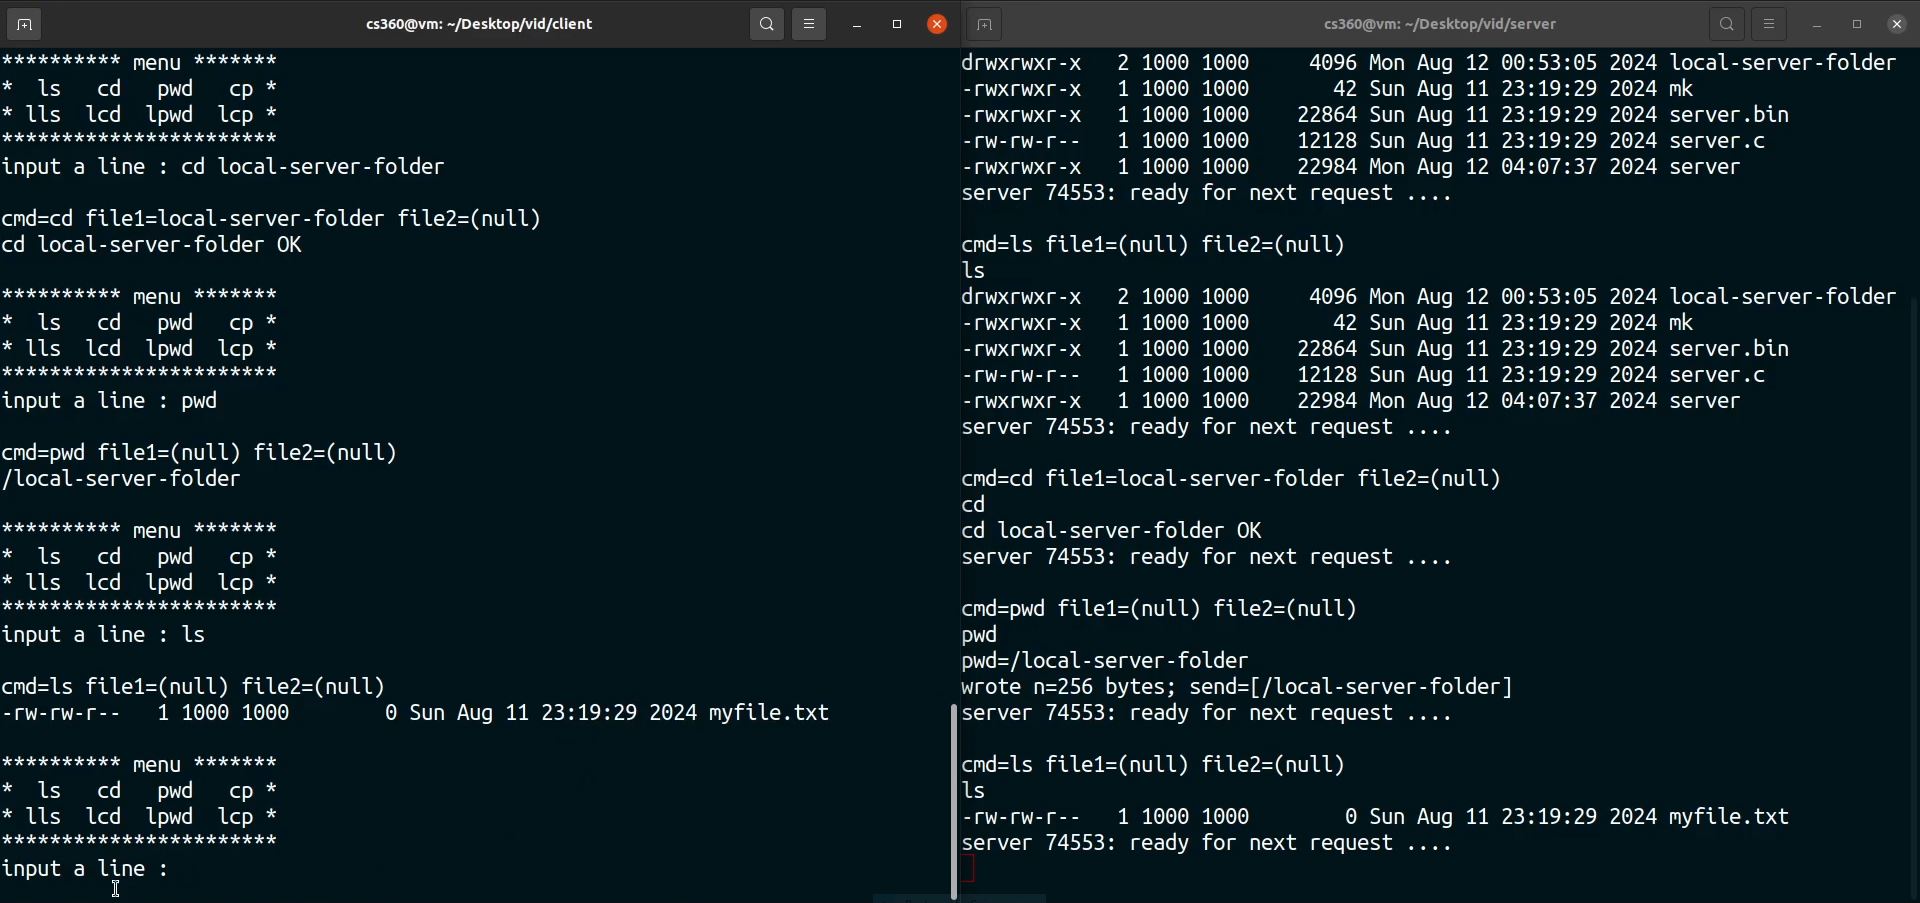 cs360@vm: ~/Desktop/vid/client
********** menu *******
*  ls   cd   pwd   cp *
* lls  lcd  lpwd  lcp *
***********************
input a line : cd local-server-folder
cmd=cd file1=local-server-folder file2=(null)
cd local-server-folder OK
********** menu *******
*  ls   cd   pwd   cp *
* lls  lcd  lpwd  lcp *
***********************
input a line : pwd
cmd=pwd file1=(null) file2=(null)
/local-server-folder
********** menu *******
*  ls   cd   pwd   cp *
* lls  lcd  lpwd  lcp *
***********************
input a line : ls
cmd=ls file1=(null) file2=(null)
-rw-rw-r--   1 1000 1000        0 Sun Aug 11 23:19:29 2024 myfile.txt
********** menu *******
*  ls   cd   pwd   cp *
* lls  lcd  lpwd  lcp *
***********************
input a line :
cs360@vm: ~/Desktop/vid/server
drwxrwxr-x   2 1000 1000     4096 Mon Aug 12 00:53:05 2024 local-server-folder
-rwxrwxr-x   1 1000 1000       42 Sun Aug 11 23:19:29 2024 mk
-rwxrwxr-x   1 1000 1000    22864 Sun Aug 11 23:19:29 2024 server.bin
-rw-rw-r--   1 1000 1000    12128 Sun Aug 11 23:19:29 2024 server.c
-rwxrwxr-x   1 1000 1000    22984 Mon Aug 12 04:07:37 2024 server
server 74553: ready for next request ....
cmd=ls file1=(null) file2=(null)
ls
drwxrwxr-x   2 1000 1000     4096 Mon Aug 12 00:53:05 2024 local-server-folder
-rwxrwxr-x   1 1000 1000       42 Sun Aug 11 23:19:29 2024 mk
-rwxrwxr-x   1 1000 1000    22864 Sun Aug 11 23:19:29 2024 server.bin
-rw-rw-r--   1 1000 1000    12128 Sun Aug 11 23:19:29 2024 server.c
-rwxrwxr-x   1 1000 1000    22984 Mon Aug 12 04:07:37 2024 server
server 74553: ready for next request ....
cmd=cd file1=local-server-folder file2=(null)
cd
cd local-server-folder OK
server 74553: ready for next request ....
cmd=pwd file1=(null) file2=(null)
pwd
pwd=/local-server-folder
wrote n=256 bytes; send=[/local-server-folder]
server 74553: ready for next request ....
cmd=ls file1=(null) file2=(null)
ls
-rw-rw-r--   1 1000 1000        0 Sun Aug 11 23:19:29 2024 myfile.txt
server 74553: ready for next request ....